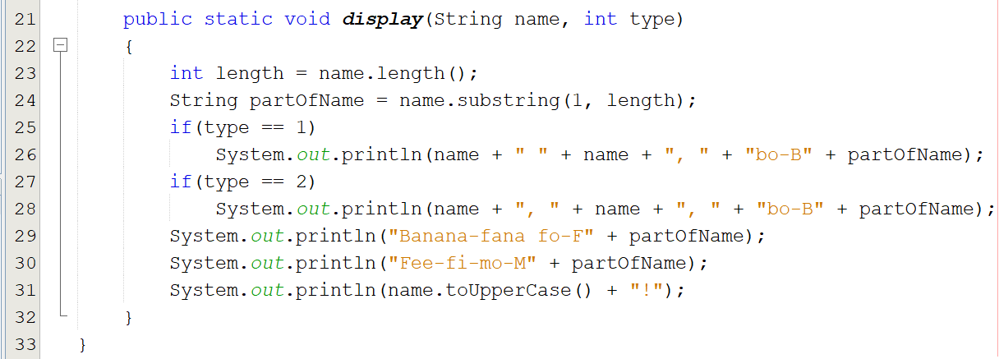 21 public static void display(String name, int type)
22 {
23 int length = name.length();
24 String partOfName = name.substring(1, length);
25 if(type == 1)
26 System.out.println(name + " " + name + ", " + "bo-B" + partOfName);
27 if(type == 2)
28 System.out.println(name + ", " + name + ", " + "bo-B" + partOfName);
29 System.out.println("Banana-fana fo-F" + partOfName);
30 System.out.println("Fee-fi-mo-M" + partOfName);
31 System.out.println(name.toUpperCase() + "!");
32 }
33 }